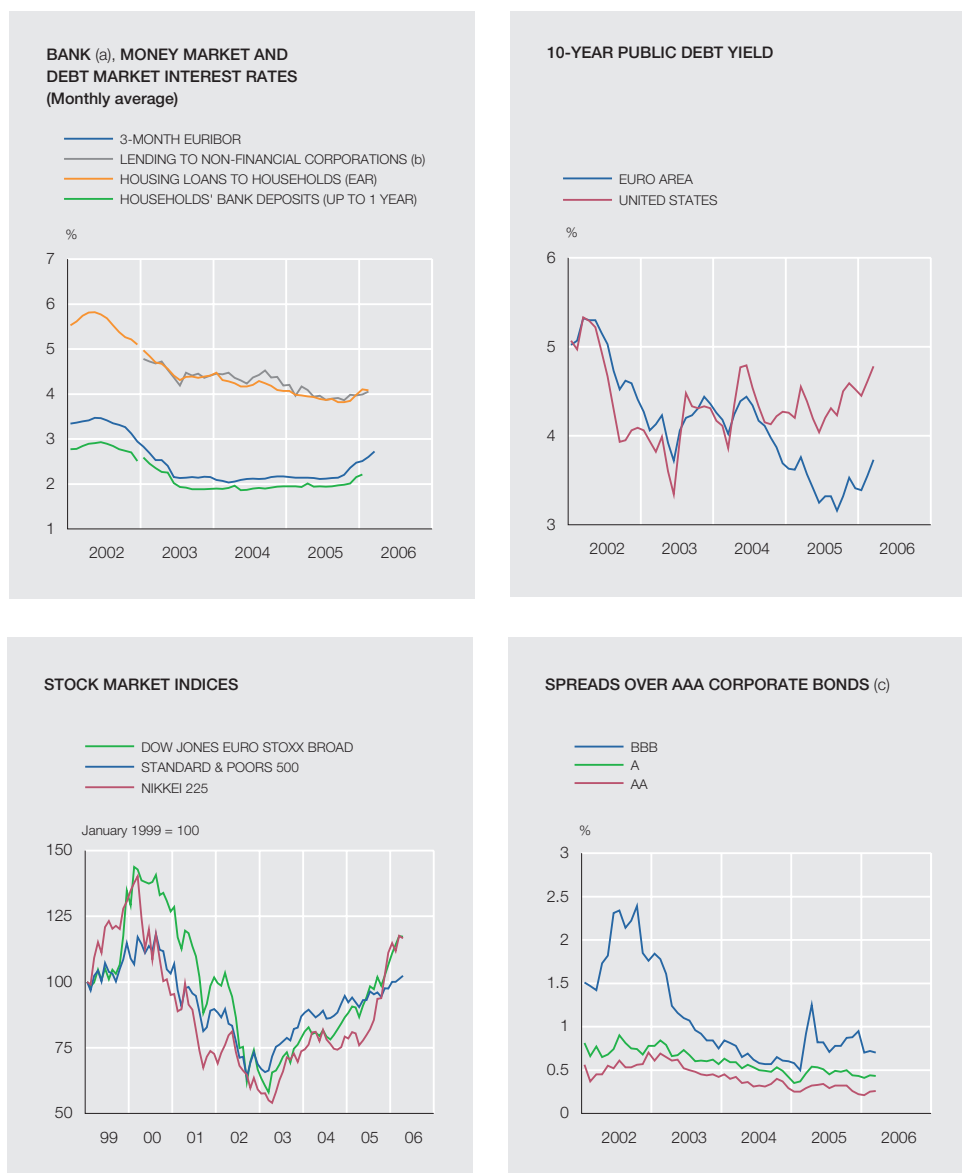 BANK (a), MONEY MARKET AND
DEBT MARKET INTEREST RATES
(Monthly average)
3-MONTH EURIBOR
LENDING TO NON-FINANCIAL CORPORATIONS (b)
HOUSING LOANS TO HOUSEHOLDS (EAR)
HOUSEHOLDS' BANK DEPOSITS (UP TO 1 YEAR)
%
7
6
5
4
3
2
1
2002 2003 2004 2005 2006
10-YEAR PUBLIC DEBT YIELD
EURO AREA
UNITED STATES
%
6
5
4
3
2002 2003 2004 2005 2006
STOCK MARKET INDICES
DOW JONES EURO STOXX BROAD
STANDARD & POORS 500
NIKKEI 225
January 1999 = 100
150
125
100
75
50
99 00 01 02 03 04 05 06
SPREADS OVER AAA CORPORATE BONDS (c)
BBB
A
AA
%
3
2.5
2
1.5
1
0.5
0
2002 2003 2004 2005 2006